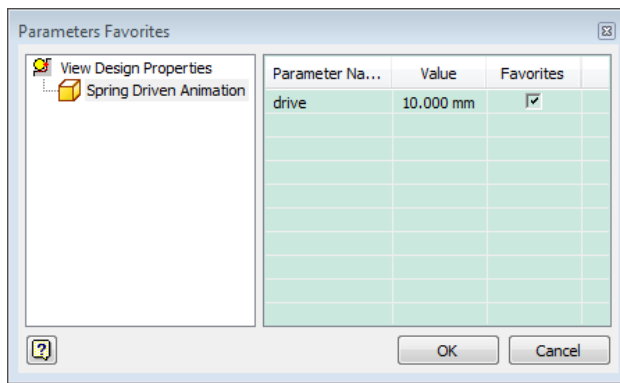 Parameters Favorites
View Design Properties
Spring Driven Animation
Parameter Na... Value Favorites
drive 10.000 mm
? OK Cancel